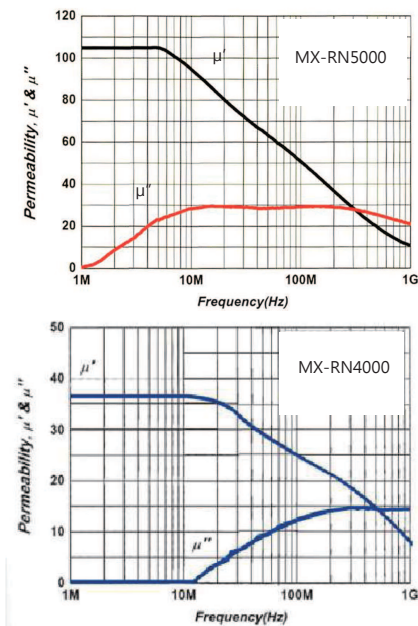 120
100
80
60
40
20
0
Permeability, μ' & μ"
μ'
μ"
MX-RN5000
1M 10M 100M 1G
Frequency(Hz)
50
40
30
20
10
0
Permeability, μ' & μ"
μ'
μ"
MX-RN4000
1M 10M 100M 1G
Frequency(Hz)